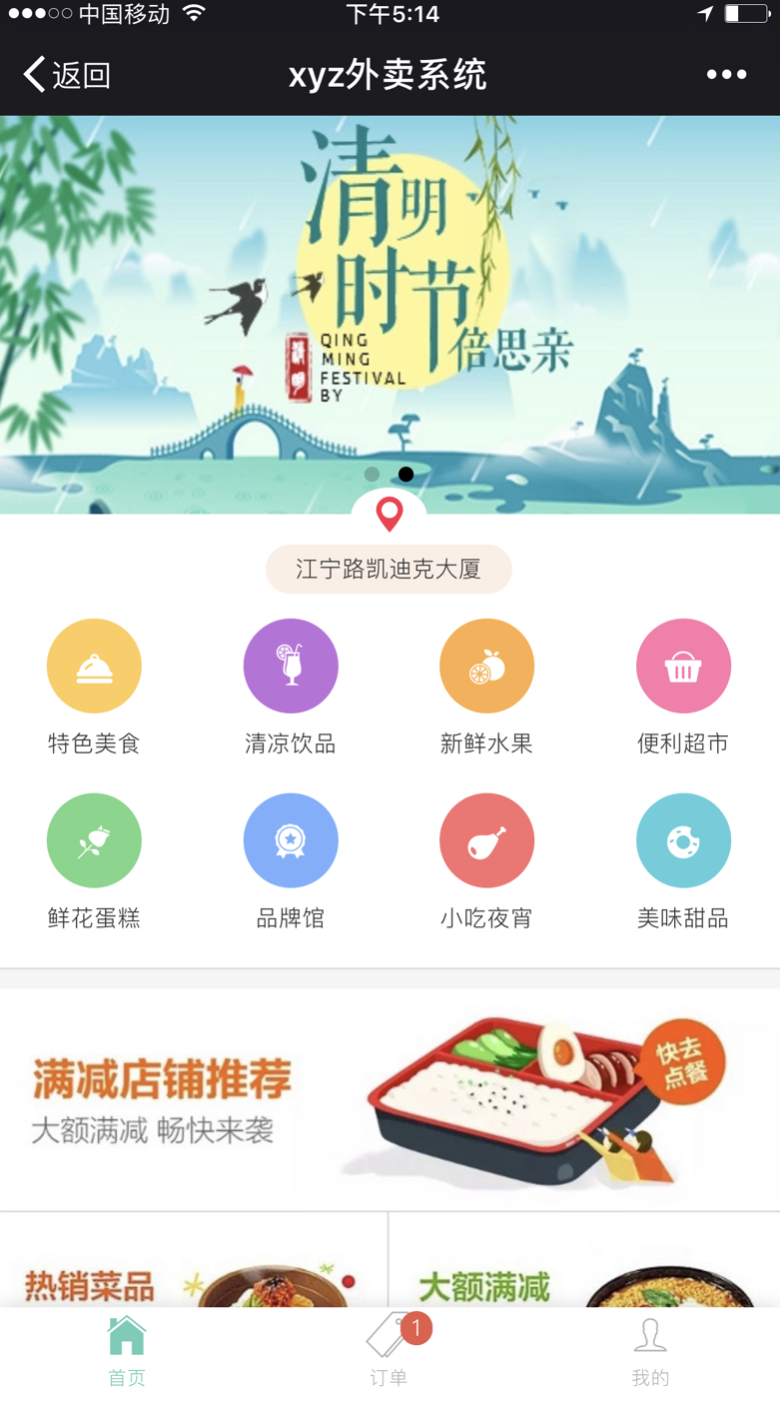 中国移动
下午5:14
返回
xyz外卖系统
清明
时节
倍思亲
清明
QING
MING
FESTIVAL
BY
江宁路凯迪克大厦
特色美食
清凉饮品
新鲜水果
便利超市
鲜花蛋糕
品牌馆
小吃夜宵
美味甜品
满减店铺推荐
大额满减 畅快来袭
快去
点餐
热销菜品
大额满减
1
首页
订单
我的